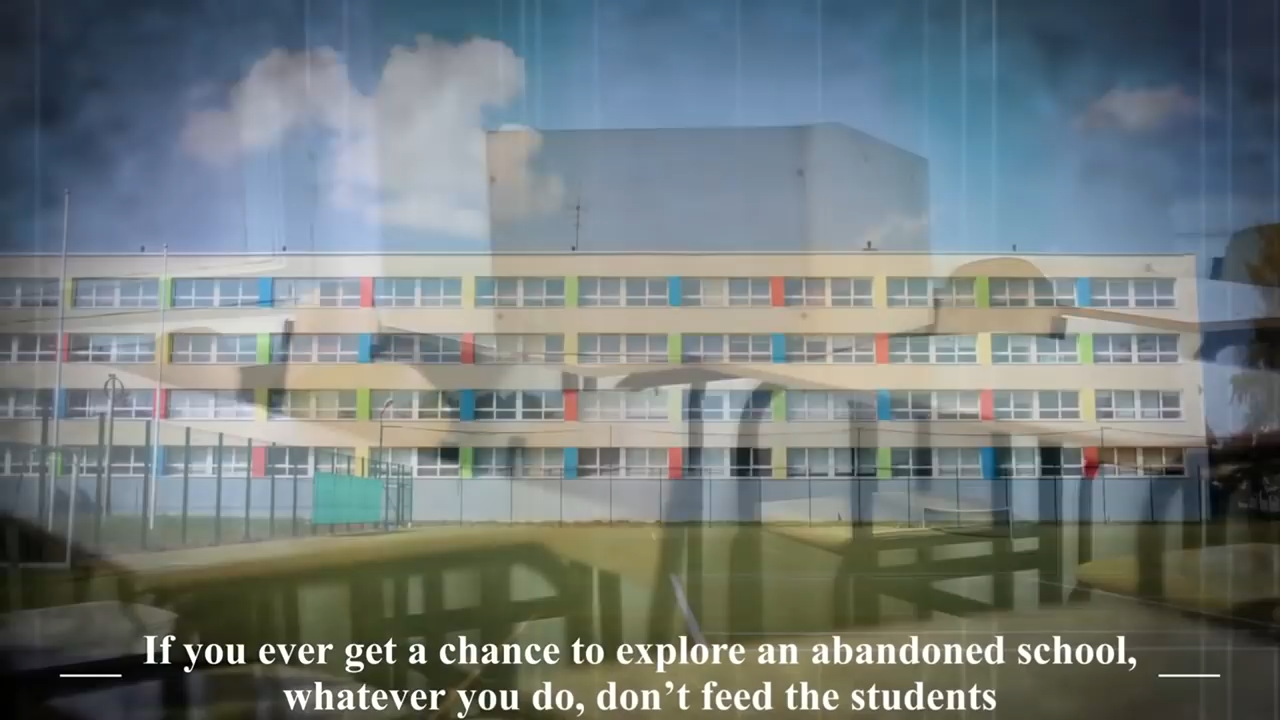 If you ever get a chance to explore an abandoned school,
whatever you do, don’t feed the students